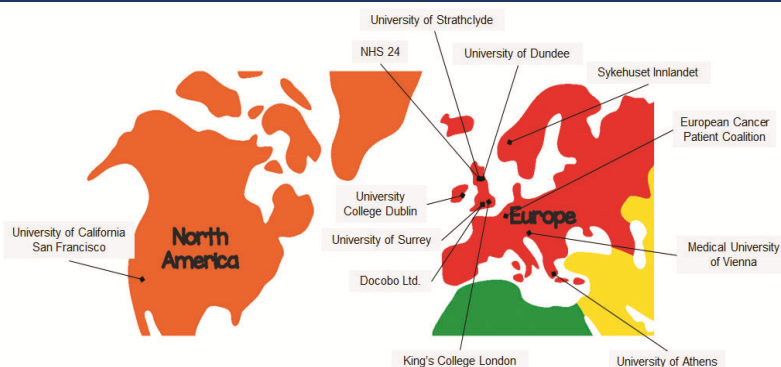 University of Strathclyde
NHS 24
University of Dundee
Sykehuset Innlandet
European Cancer
Patient Coalition
University
College Dublin
Europe
University of California
San Francisco
North
America
University of Surrey
Medical University
of Vienna
Docobo Ltd.
King's College London
University of Athens